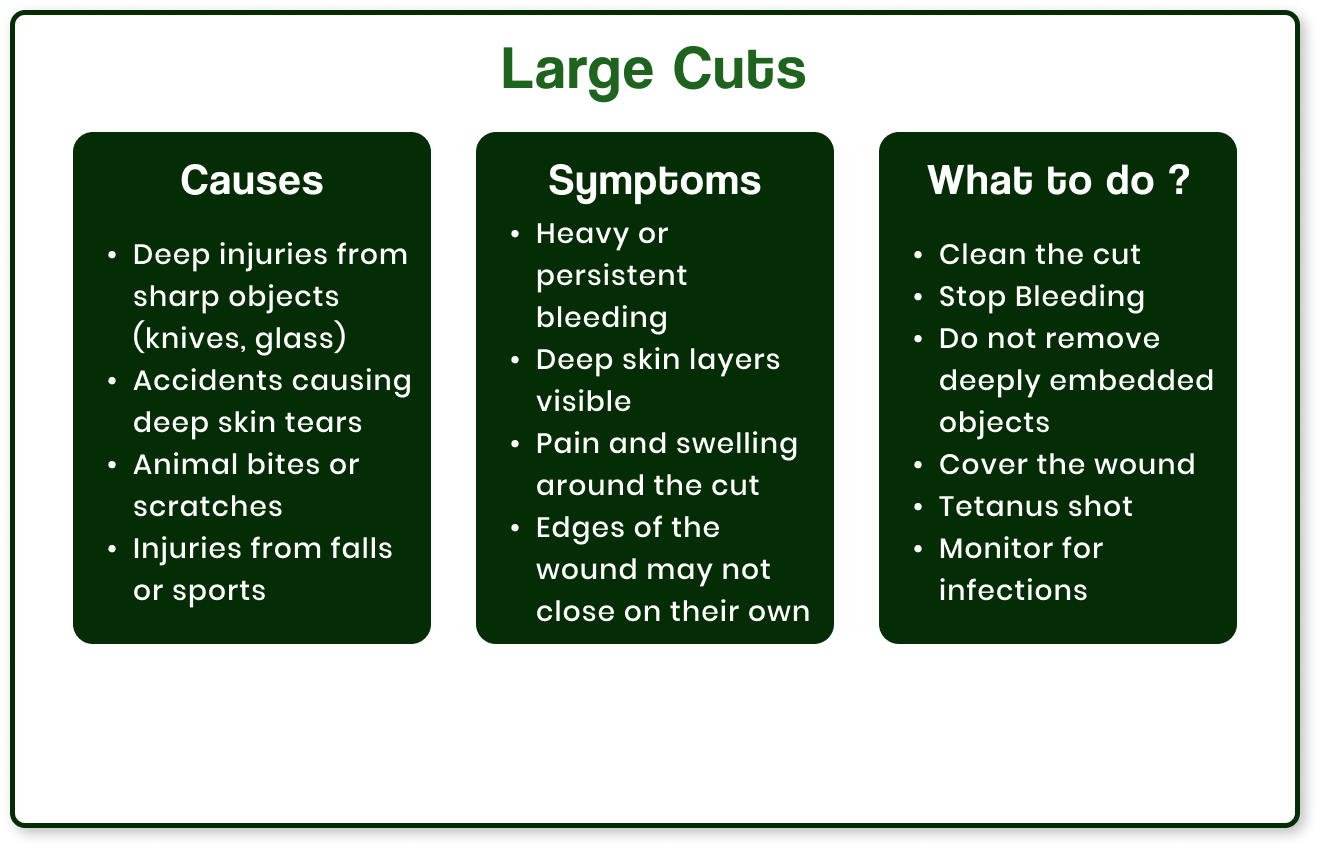 Large Cuts
Causes
• Deep injuries from
sharp objects
(knives, glass)
• Accidents causing
deep skin tears
• Animal bites or
scratches
• Injuries from falls
or sports
Symptoms
• Heavy or
persistent
bleeding
• Deep skin layers
visible
• Pain and swelling
around the cut
• Edges of the
wound may not
close on their own
What to do ?
• Clean the cut
• Stop Bleeding
• Do not remove
deeply embedded
objects
• Cover the wound
• Tetanus shot
• Monitor for
infections